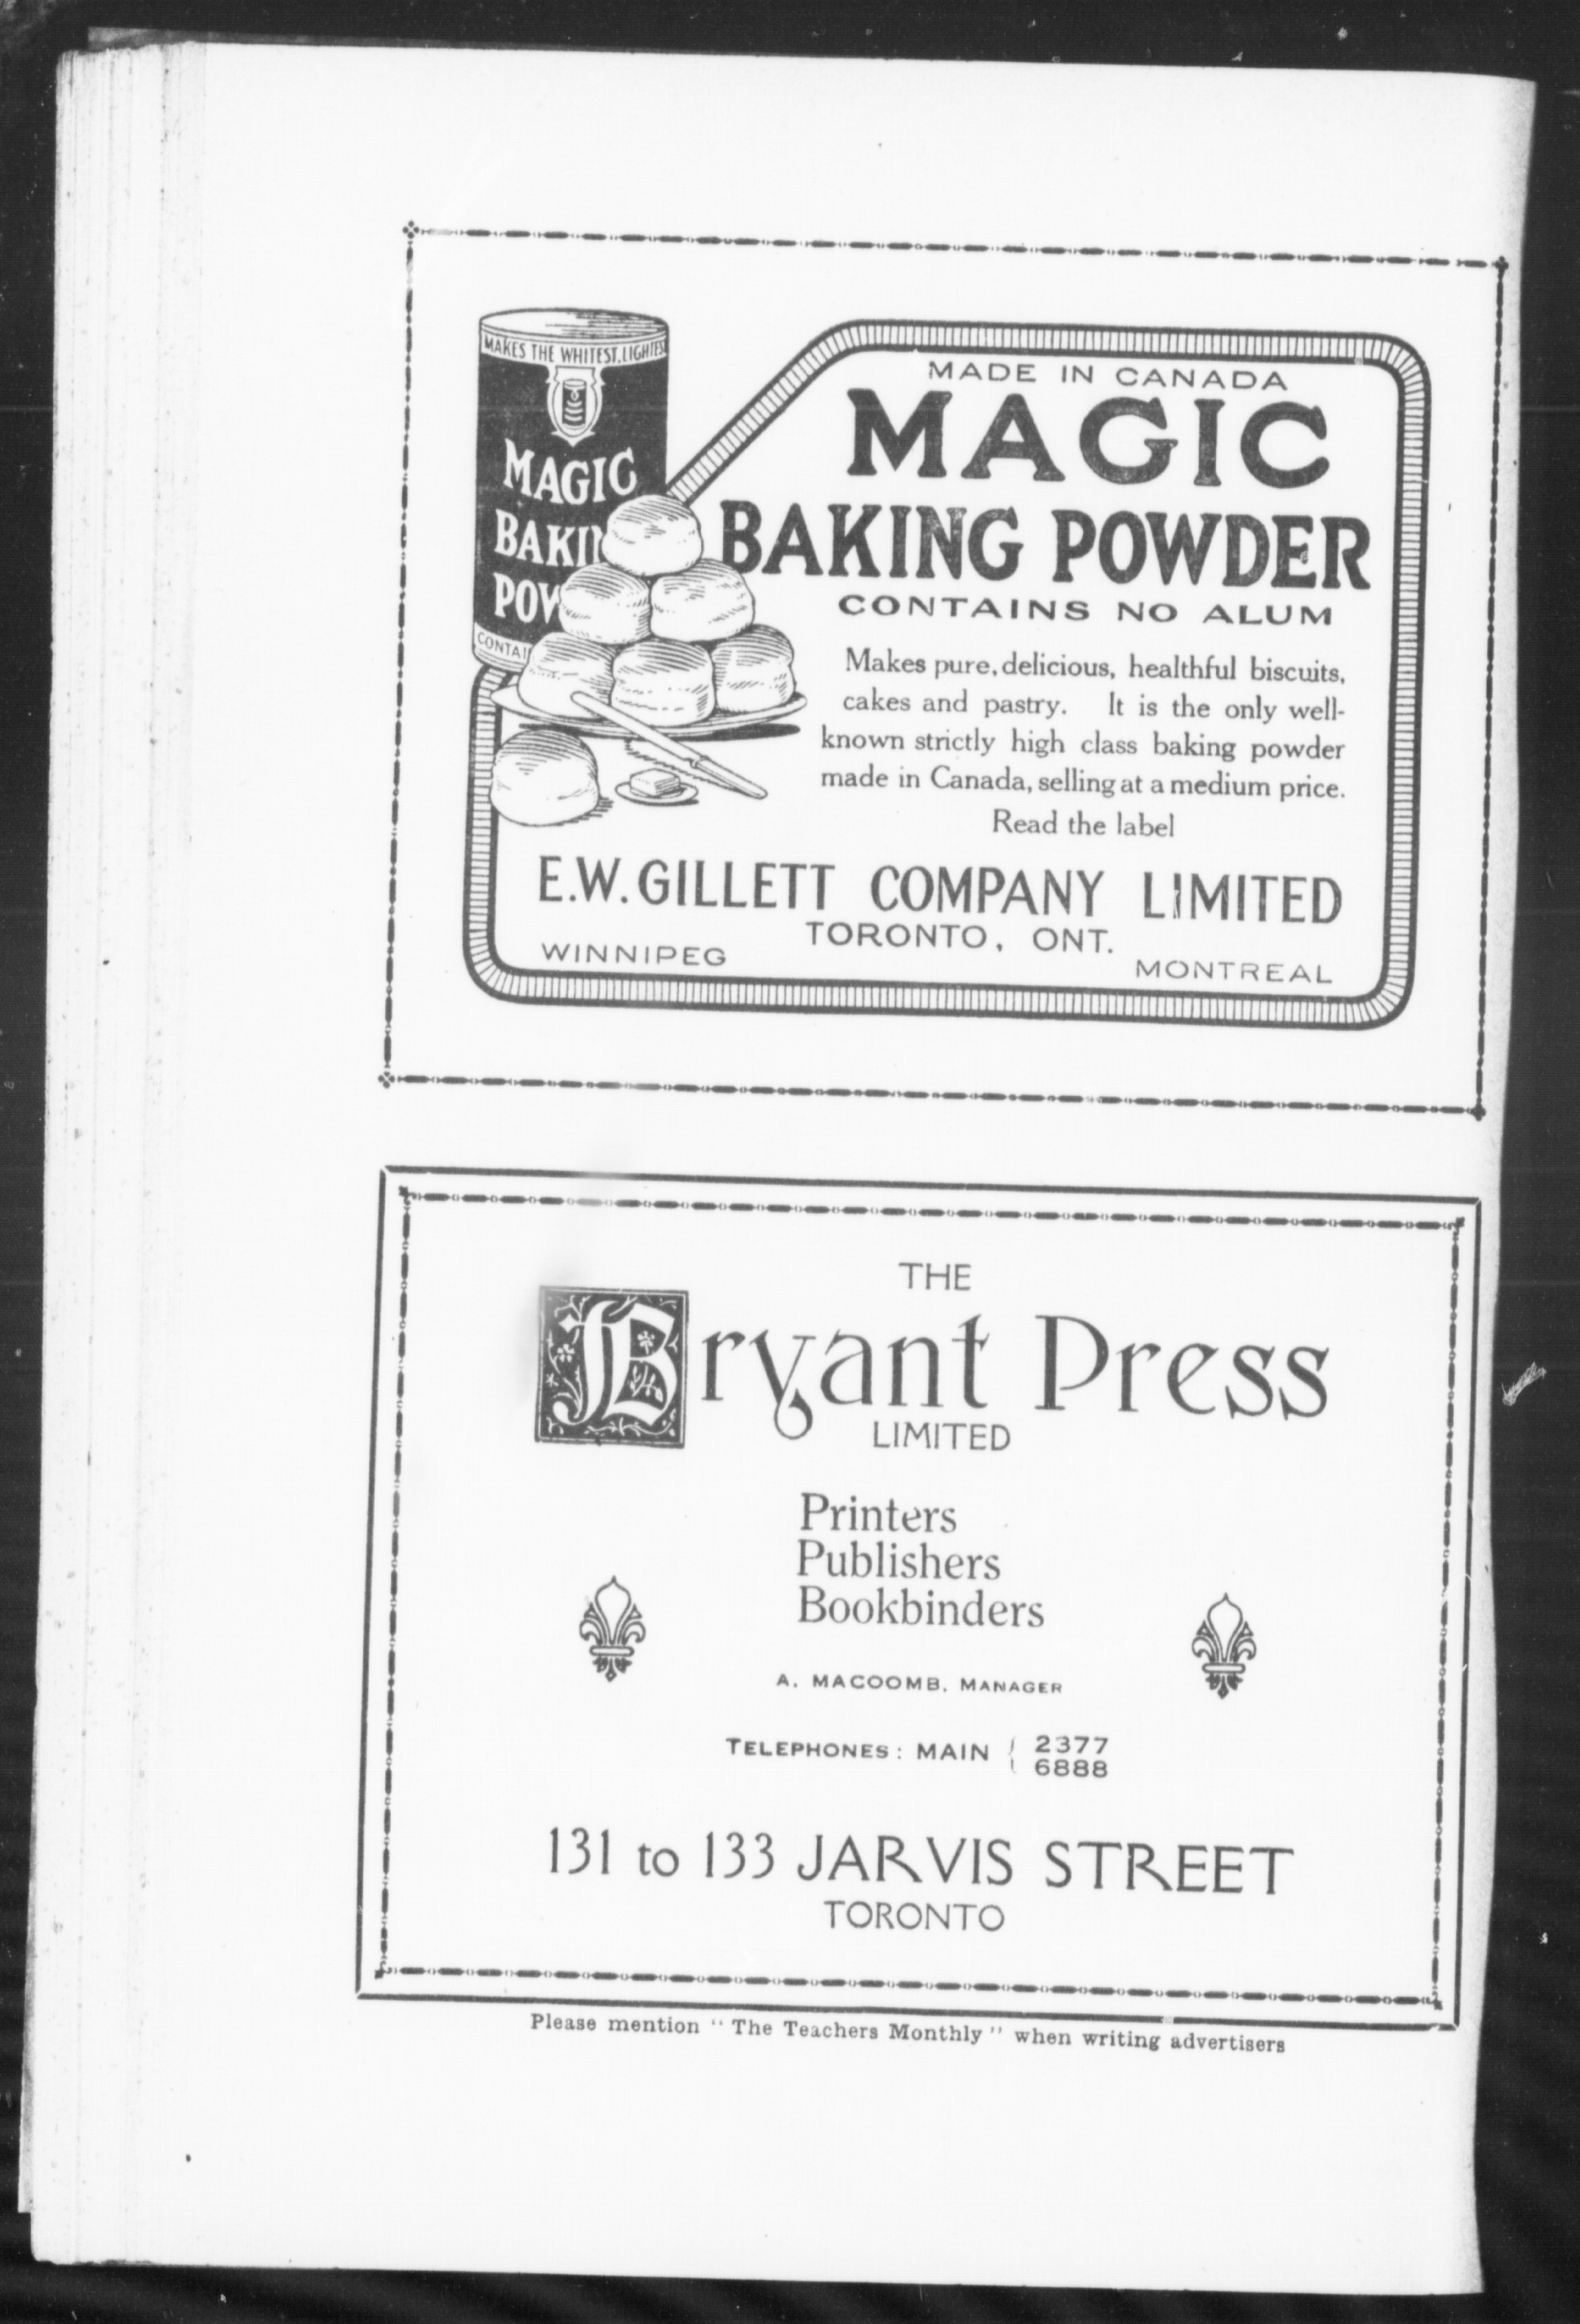 MAKES THE WHITEST, LIGHTES
MAGIC
BAKIN
POW
CONTAI
MADE IN CANADA
MAGIC
BAKING POWDER
CONTAINS NO ALUM
Makes pure, delicious, healthful biscuits,
cakes and pastry. It is the only well-
known strictly high class baking powder
made in Canada, selling at a medium price.
Read the label
E.W. GILLETT COMPANY LIMITED
TORONTO, ONT.
WINNIPEG
MONTREAL
THE
Bryant Press
LIMITED
Printers
Publishers
Bookbinders
A. MACOOMB, MANAGER
TELEPHONES: MAIN { 2377
6888
131 to 133 JARVIS STREET
TORONTO
Please mention "The Teachers Monthly" when writing advertisers